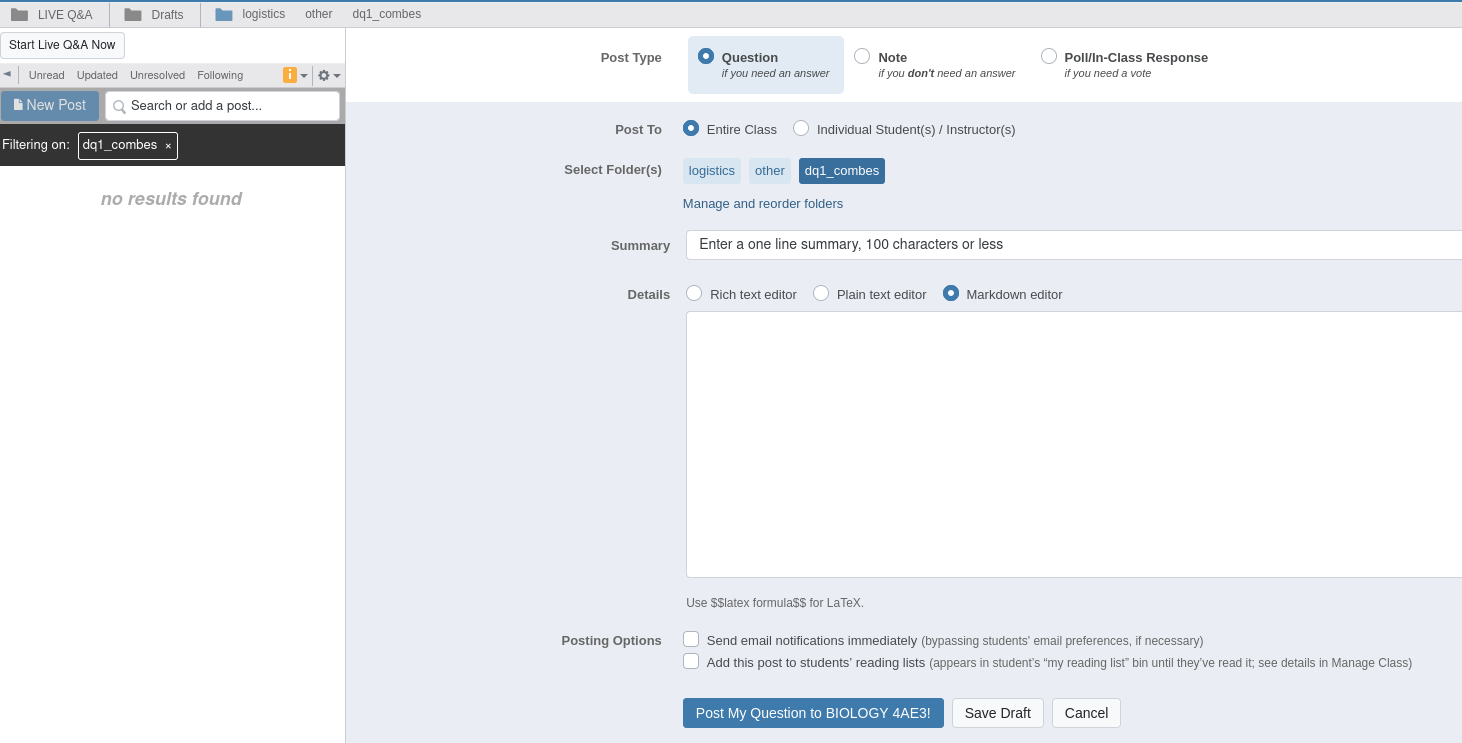 LIVE Q&A Drafts logistics other dq1_combes
Start Live Q&A Now
Unread Updated Unresolved Following
New Post Search or add a post...
Filtering on: dq1_combes ×
no results found
Post Type Question Note Poll/In-Class Response
if you need an answer if you don't need an answer if you need a vote
Post To Entire Class Individual Student(s) / Instructor(s)
Select Folder(s) logistics other dq1_combes
Manage and reorder folders
Summary Enter a one line summary, 100 characters or less
Details Rich text editor Plain text editor Markdown editor
Use $$latex formula$$ for LaTeX.
Posting Options Send email notifications immediately (bypassing students' email preferences, if necessary)
Add this post to students' reading lists (appears in student's “my reading list” bin until they've read it; see details in Manage Class)
Post My Question to BIOLOGY 4AE3! Save Draft Cancel